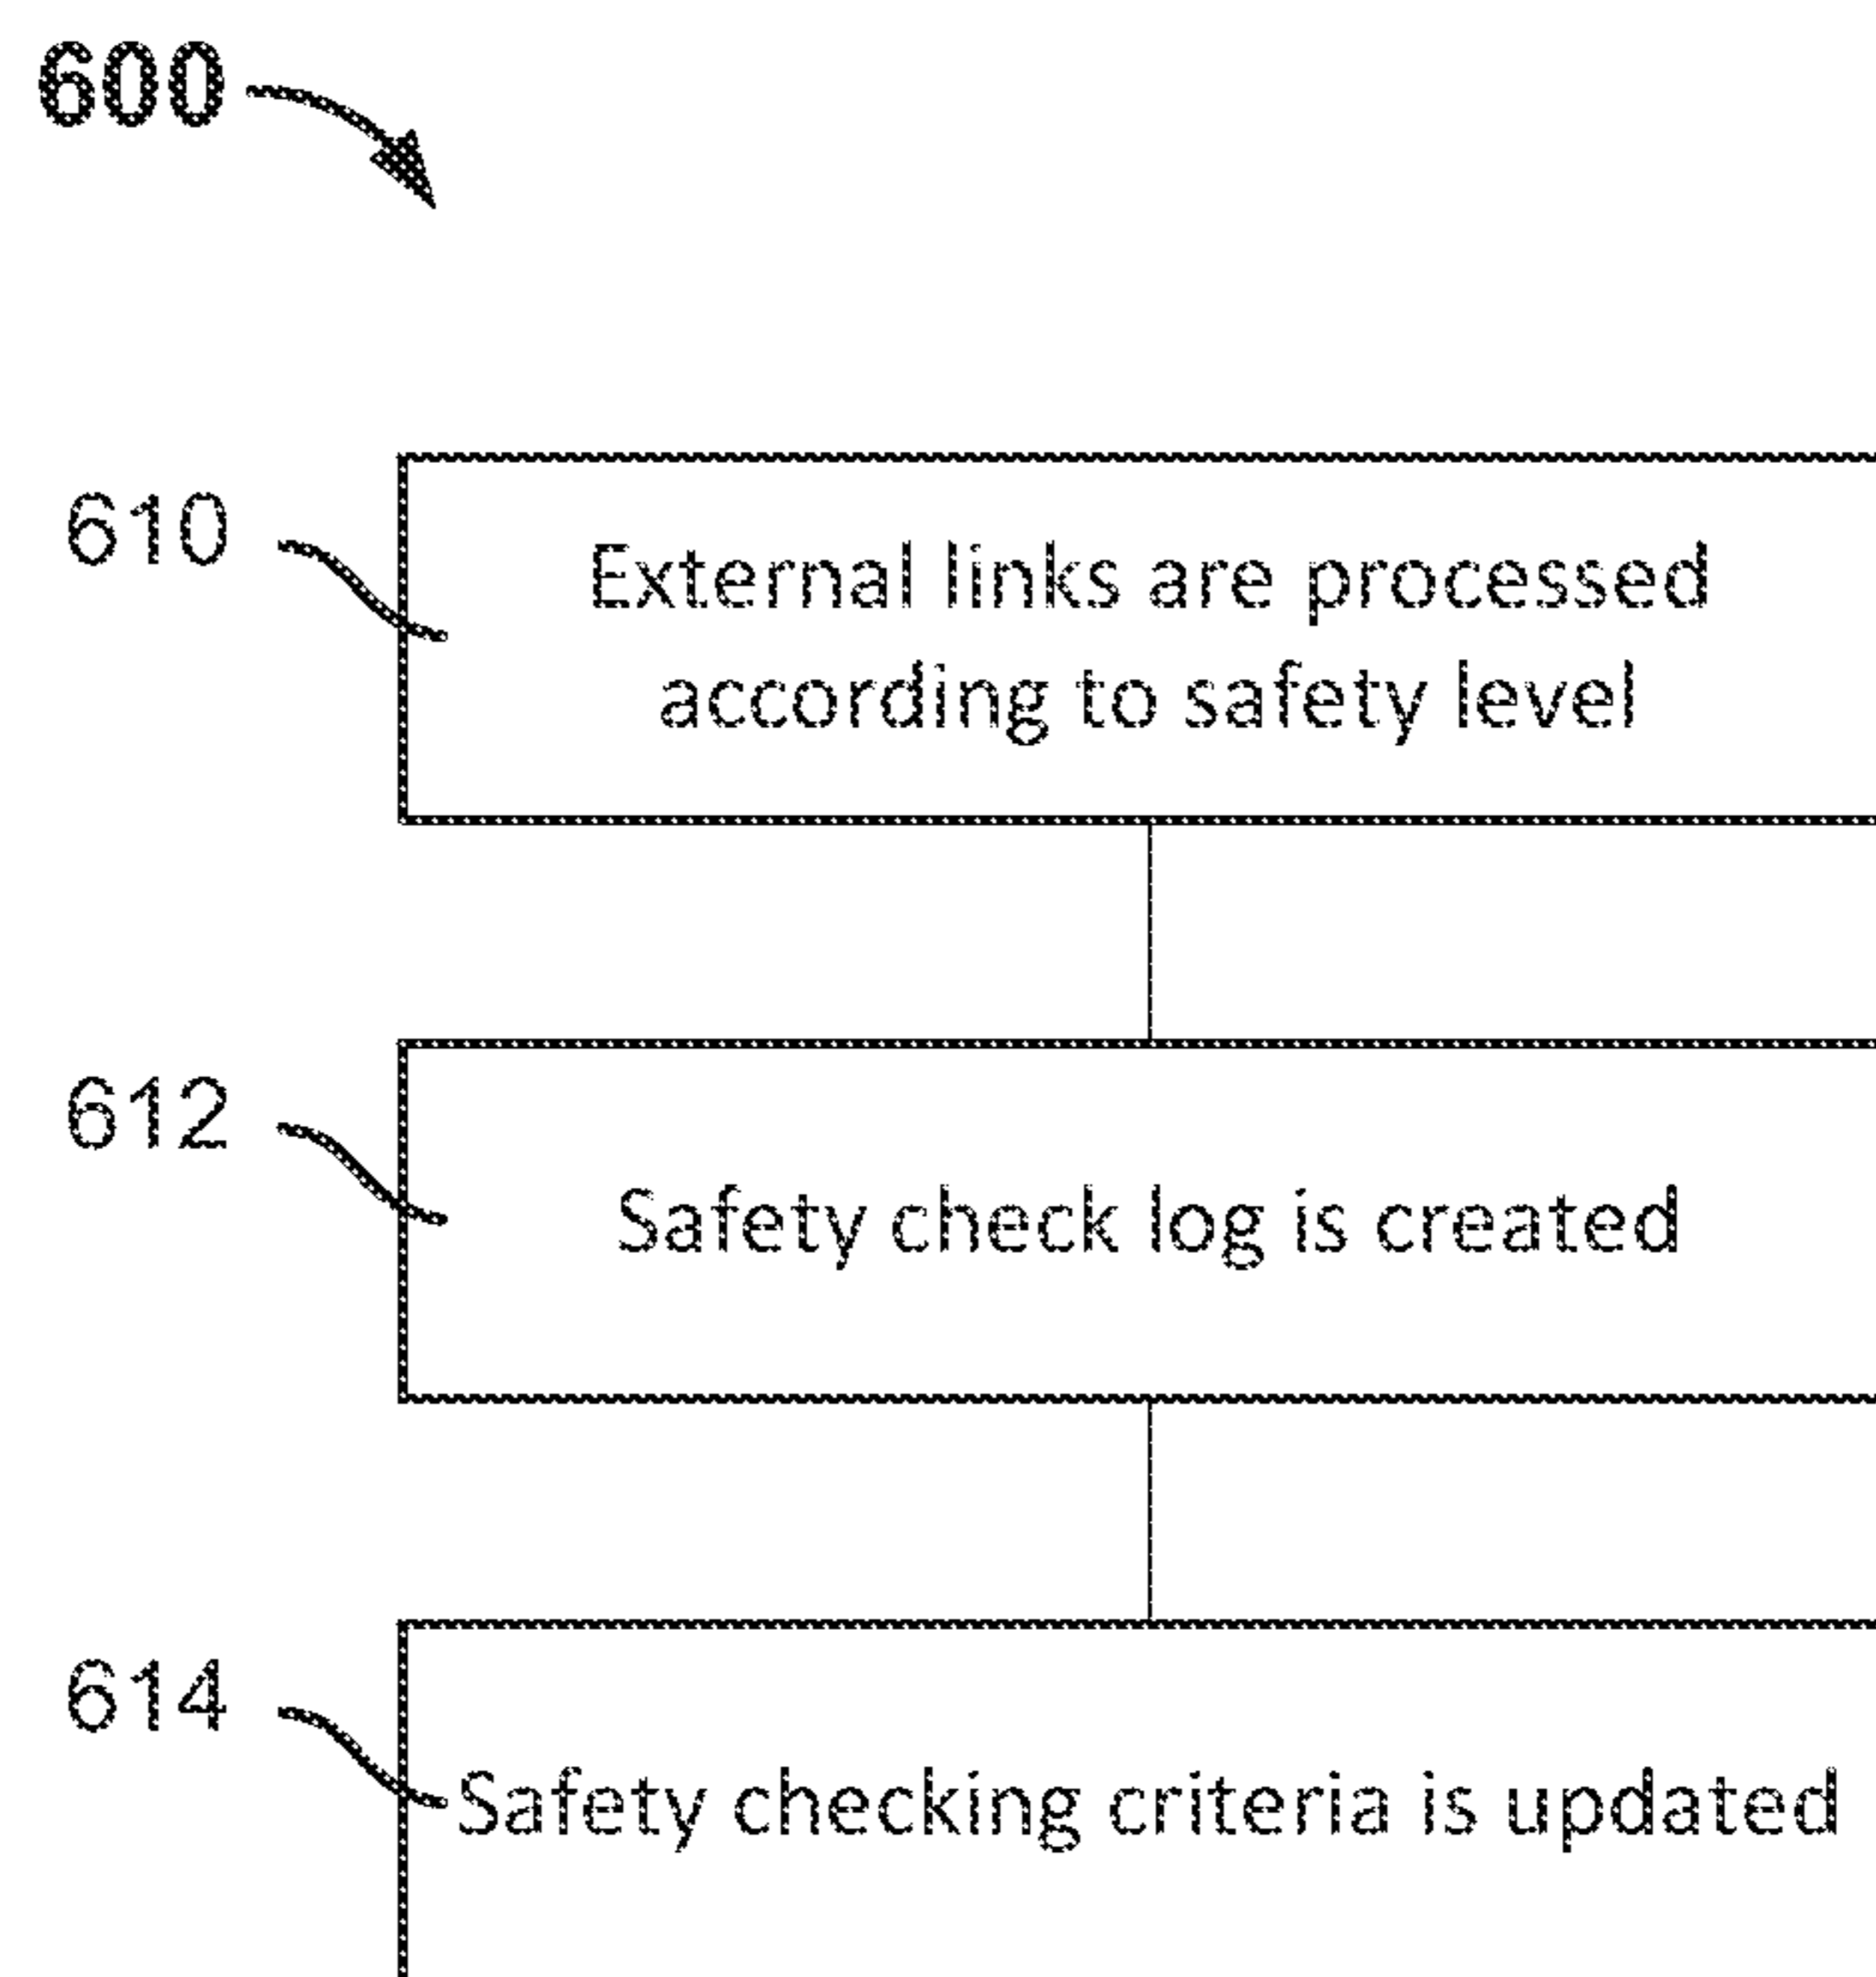 600
610
External links are processed
according to safety level
612
Safety check log is created
614
Safety checking criteria is updated